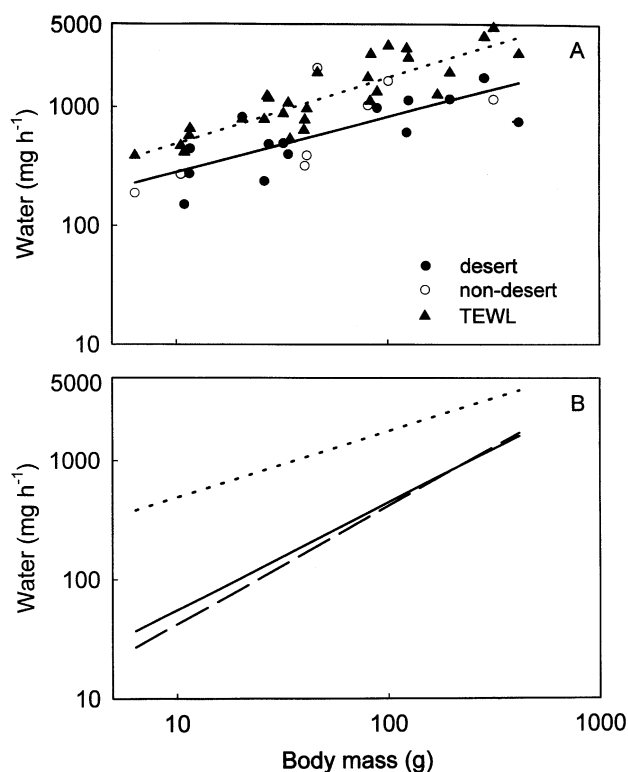 5000
A
1000
Water (mg h-1)
100
desert
non-desert
TEWL
10
5000
B
1000
Water (mg h-1)
100
10
10 100 1000
Body mass (g)